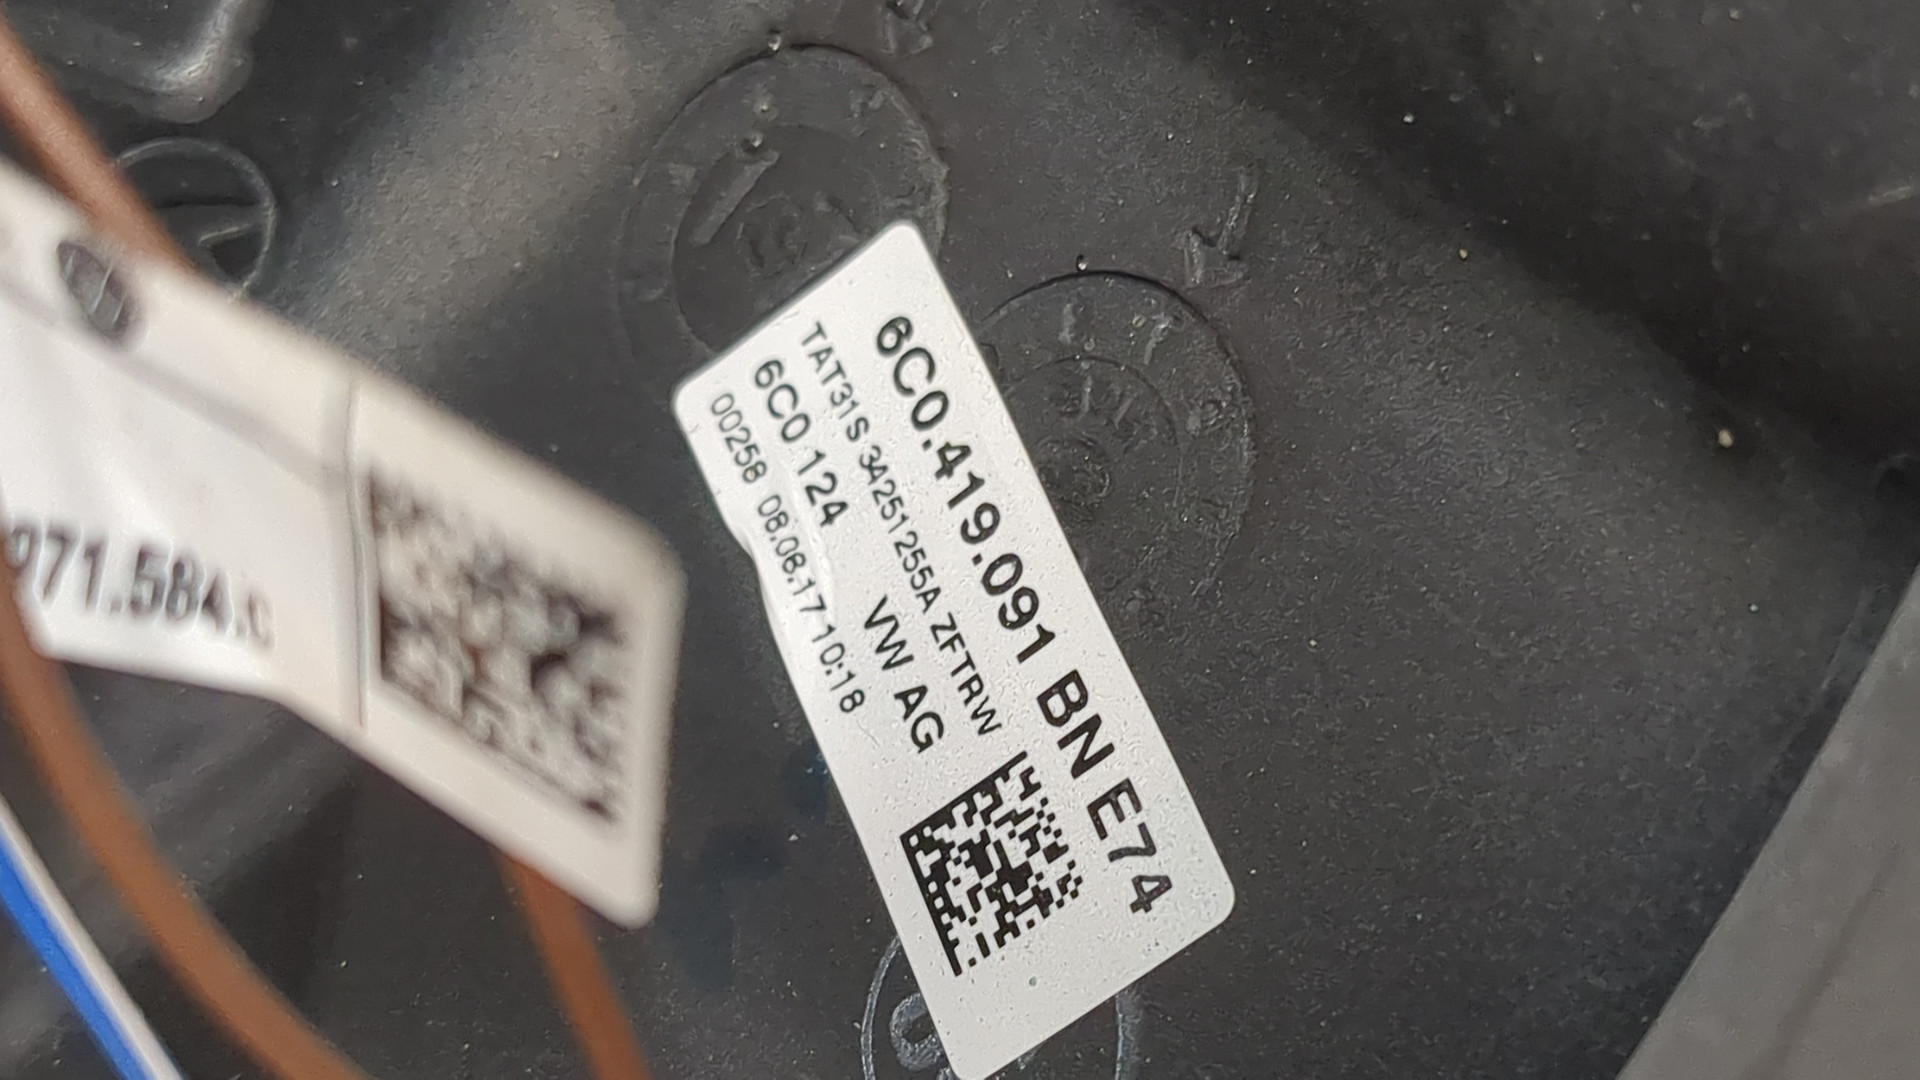 6C0.419.091 BN E74
TAT31S 34251255A ZFTRW
6C0 124 VW AG
00258 08.08.17 10:18
971.584.